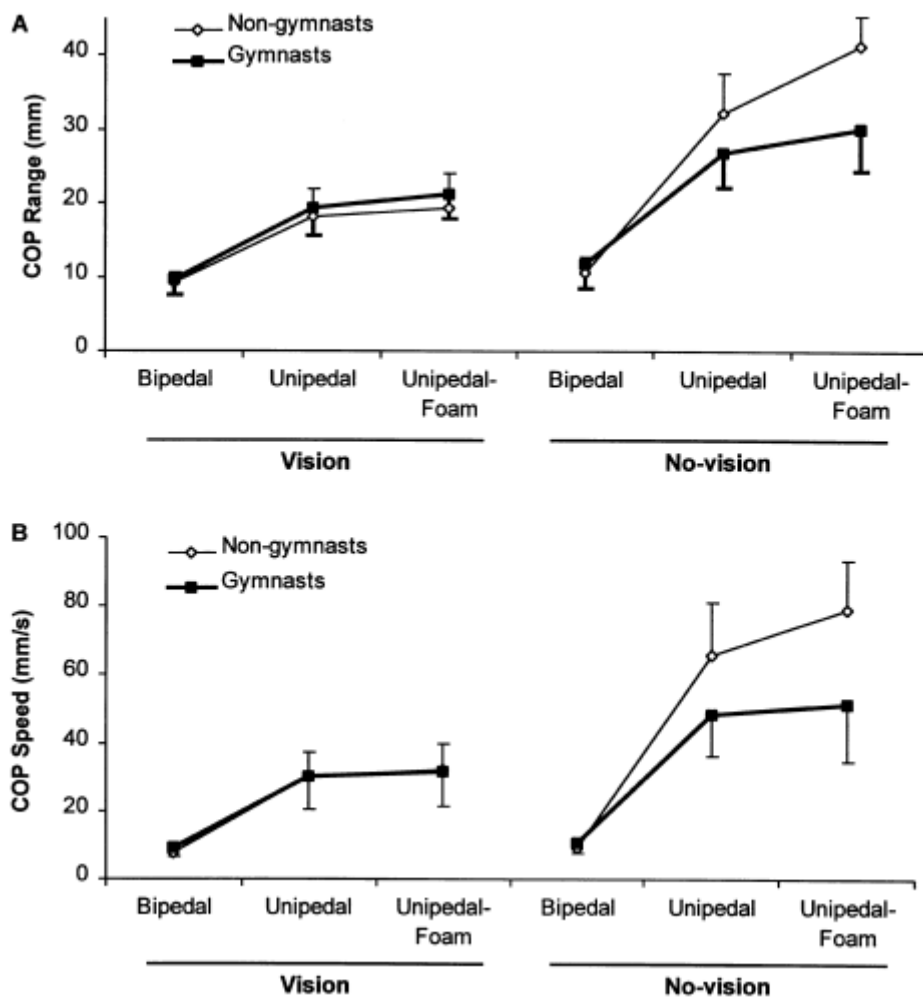 A
Non-gymnasts
Gymnasts
COP Range (mm)
40
30
20
10
0
Bipedal Unipedal Unipedal-Foam Bipedal Unipedal Unipedal-Foam
Vision No-vision
B
Non-gymnasts
Gymnasts
COP Speed (mm/s)
100
80
60
40
20
0
Bipedal Unipedal Unipedal-Foam Bipedal Unipedal Unipedal-Foam
Vision No-vision